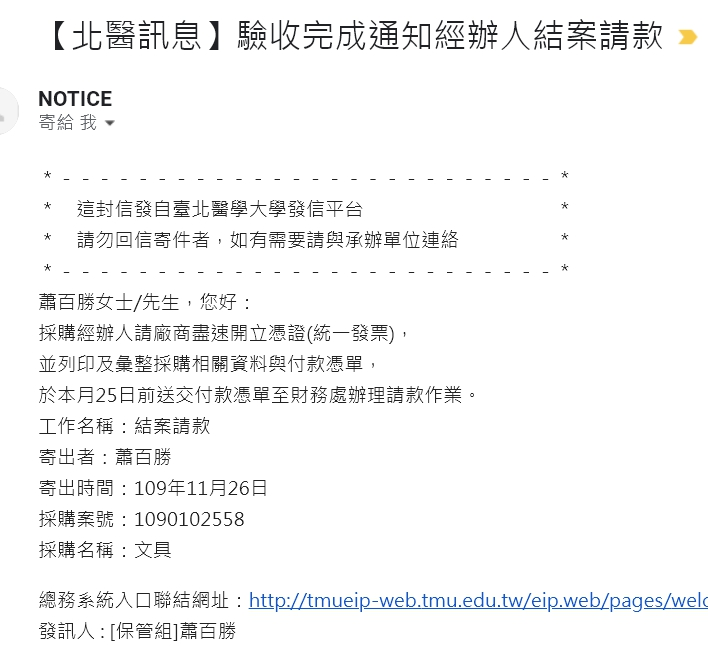 【北醫訊息】驗收完成通知經辦人結案請款
NOTICE
寄給 我
* - - - - - - - - - - - - - - - - - - - - - - - - - - *
* 這封信發自臺北醫學大學發信平台 *
* 請勿回信寄件者，如有需要請與承辦單位連絡 *
* - - - - - - - - - - - - - - - - - - - - - - - - - - *
蕭百勝女士/先生，您好：
採購經辦人請廠商盡速開立憑證(統一發票)，
並列印及彙整採購相關資料與付款憑單，
於本月25日前送交付款憑單至財務處辦理請款作業。
工作名稱：結案請款
寄出者：蕭百勝
寄出時間：109年11月26日
採購案號：1090102558
採購名稱：文具
總務系統入口聯結網址：http://tmueip-web.tmu.edu.tw/eip.web/pages/welc
發訊人 : [保管組]蕭百勝